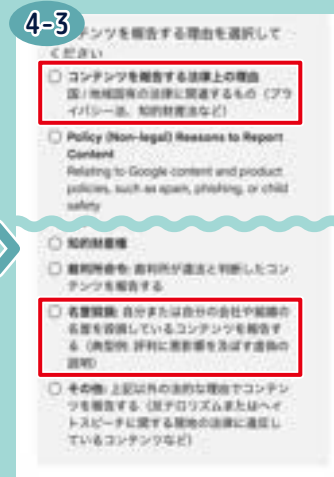 4-3
コンテンツを報告する理由を選択して
ください
コンテンツを報告する法律上の理由
国/地域固有の法律に関連するもの（プラ
イバシー法、知的財産法など）
Policy (Non-legal) Reasons to Report
Content
Relating to Google content and product
policies, such as spam, phishing, or child
safety
知的財産権
裁判所命令: 裁判所が違法と判断したコン
テンツを報告する
名誉毀損: 自分または自分の会社や組織の
名誉を毀損しているコンテンツを報告す
る（典型例: 評判に悪影響を及ぼす虚偽の
説明）
その他: 上記以外の法的な理由でコンテン
ツを報告する（反テロリズムまたはヘイ
トスピーチに関する現地の法律に違反し
ているコンテンツなど）